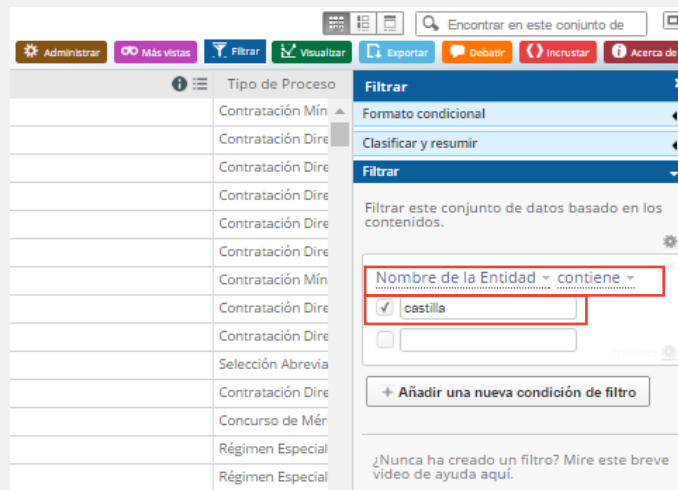 Encontrar en este conjunto de
Administrar
Más vistas
Filtrar
Visualizar
Exportar
Debatir
Incrustar
Acerca de
Tipo de Proceso
Contratación Mín
Contratación Dire
Contratación Dire
Contratación Dire
Contratación Dire
Contratación Dire
Contratación Mín
Contratación Dire
Contratación Dire
Selección Abrevia
Contratación Dire
Concurso de Mér
Régimen Especial
Régimen Especial
Filtrar
Formato condicional
Clasificar y resumir
Filtrar
Filtrar este conjunto de datos basado en los
contenidos.
Nombre de la Entidad contiene
castilla
+ Añadir una nueva condición de filtro
¿Nunca ha creado un filtro? Mire este breve
video de ayuda aquí.